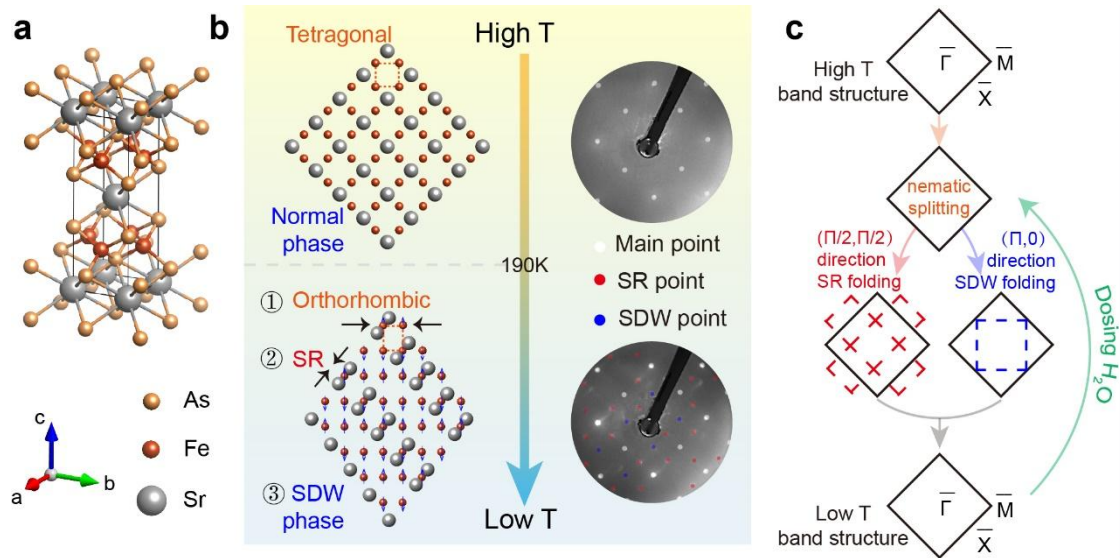 a
As
Fe
Sr
c
a
b
b
Tetragonal
Normal
phase
High T
190K
Main point
SR point
SDW point
① Orthorhombic
② SR
③ SDW
phase
Low T
c
High T
band structure
Γ̅
M̅
X̅
nematic
splitting
(Π/2,Π/2)
direction
SR folding
(Π,0)
direction
SDW folding
Dosing H₂O
Low T
band structure
Γ̅
M̅
X̅